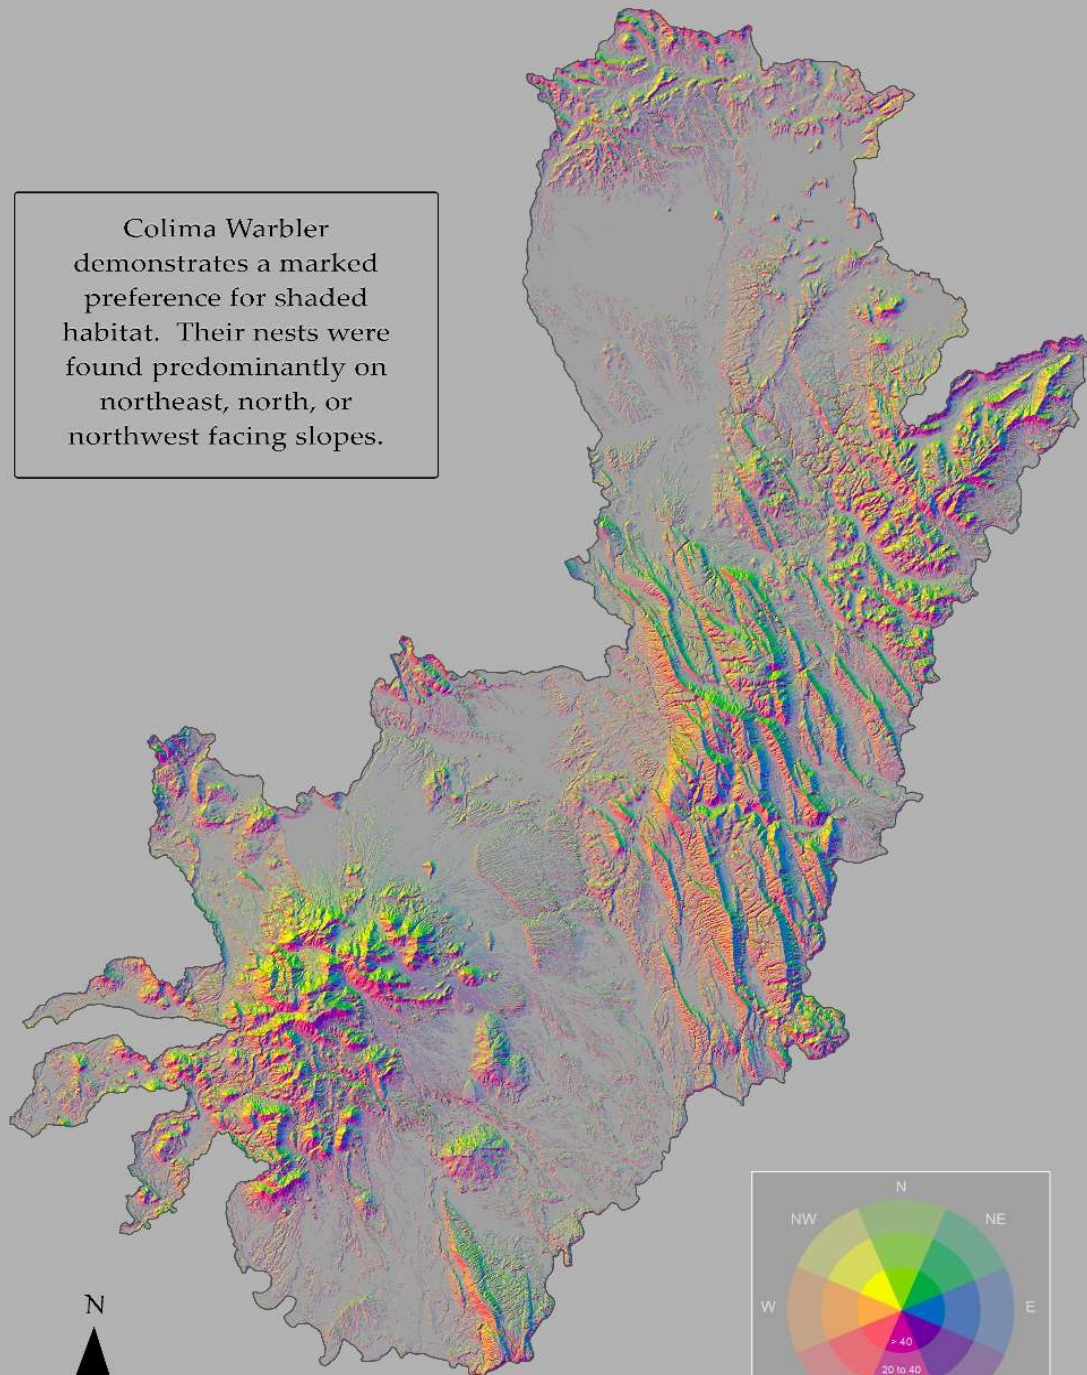 Colima Warbler
demonstrates a marked
preference for shaded
habitat. Their nests were
found predominantly on
northeast, north, or
northwest facing slopes.
N
NW
NE
W
E
> 40
20 to 40
N